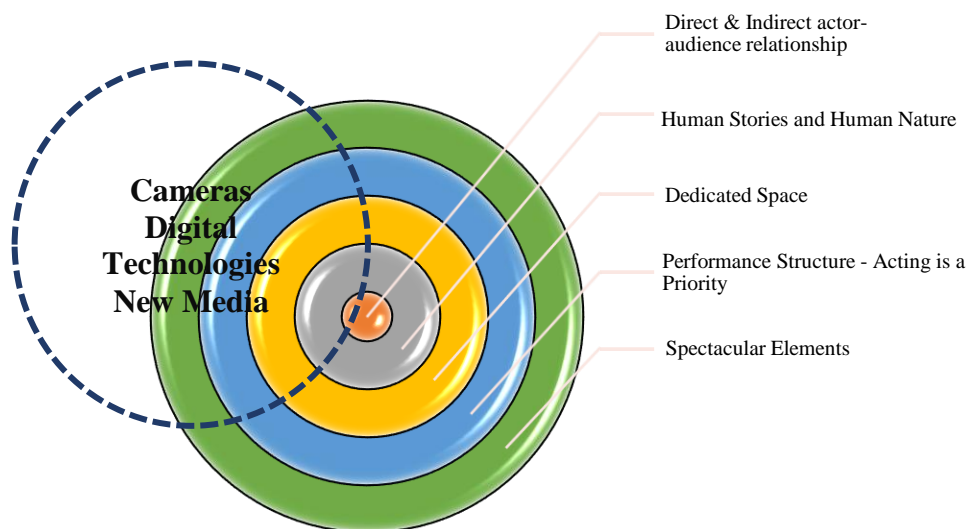 Direct & Indirect actor-
audience relationship
Human Stories and Human Nature
Cameras
Digital
Technologies
New Media
Dedicated Space
Performance Structure - Acting is a
Priority
Spectacular Elements